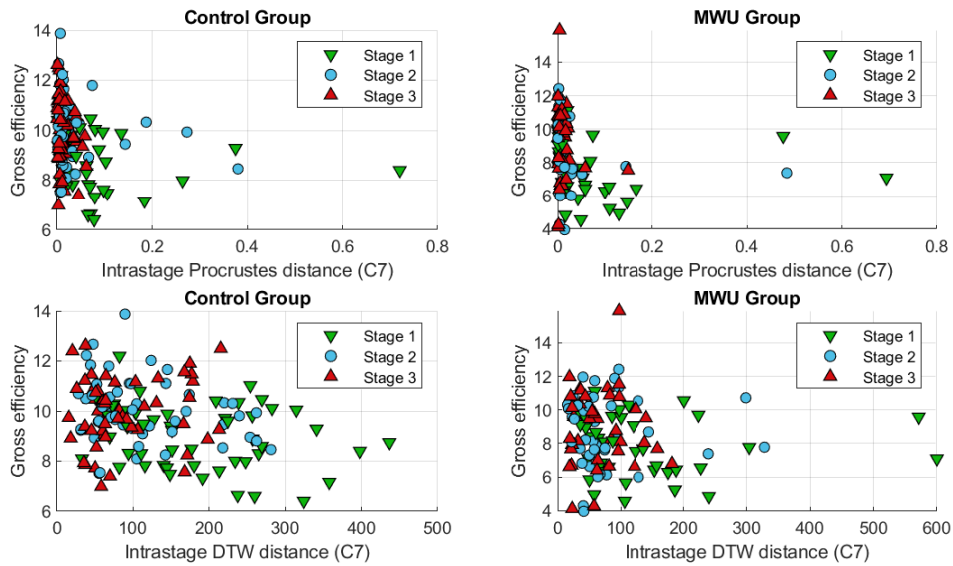 Control Group
Gross efficiency
14
12
10
8
6
0
0.2
0.4
0.6
0.8
Intrastage Procrustes distance (C7)
Stage 1
Stage 2
Stage 3
MWU Group
Gross efficiency
14
12
10
8
6
4
0
0.2
0.4
0.6
0.8
Intrastage Procrustes distance (C7)
Stage 1
Stage 2
Stage 3
Control Group
Gross efficiency
14
12
10
8
6
0
100
200
300
400
500
Intrastage DTW distance (C7)
Stage 1
Stage 2
Stage 3
MWU Group
Gross efficiency
14
12
10
8
6
4
0
100
200
300
400
500
600
Intrastage DTW distance (C7)
Stage 1
Stage 2
Stage 3